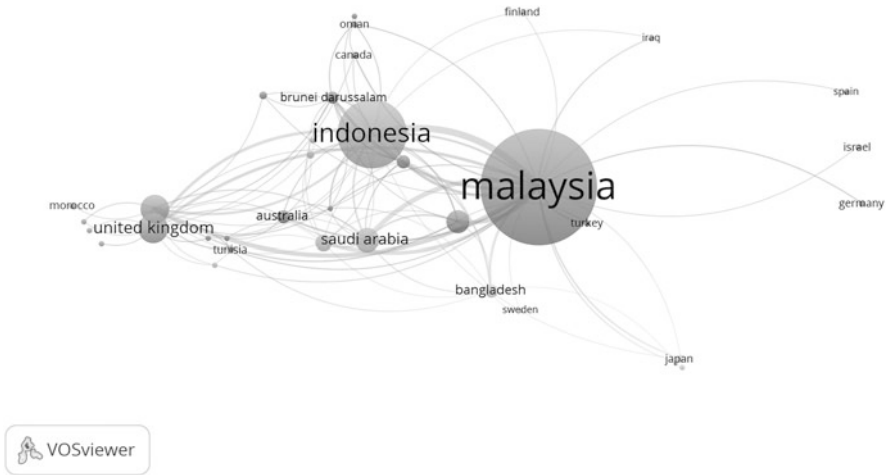 oman
finland
iraq
canada
spain
brunei darussalam
indonesia
israel
malaysia
morocco
germany
australia
turkey
united kingdom
saudi arabia
tunisia
bangladesh
sweden
japan
VOSviewer